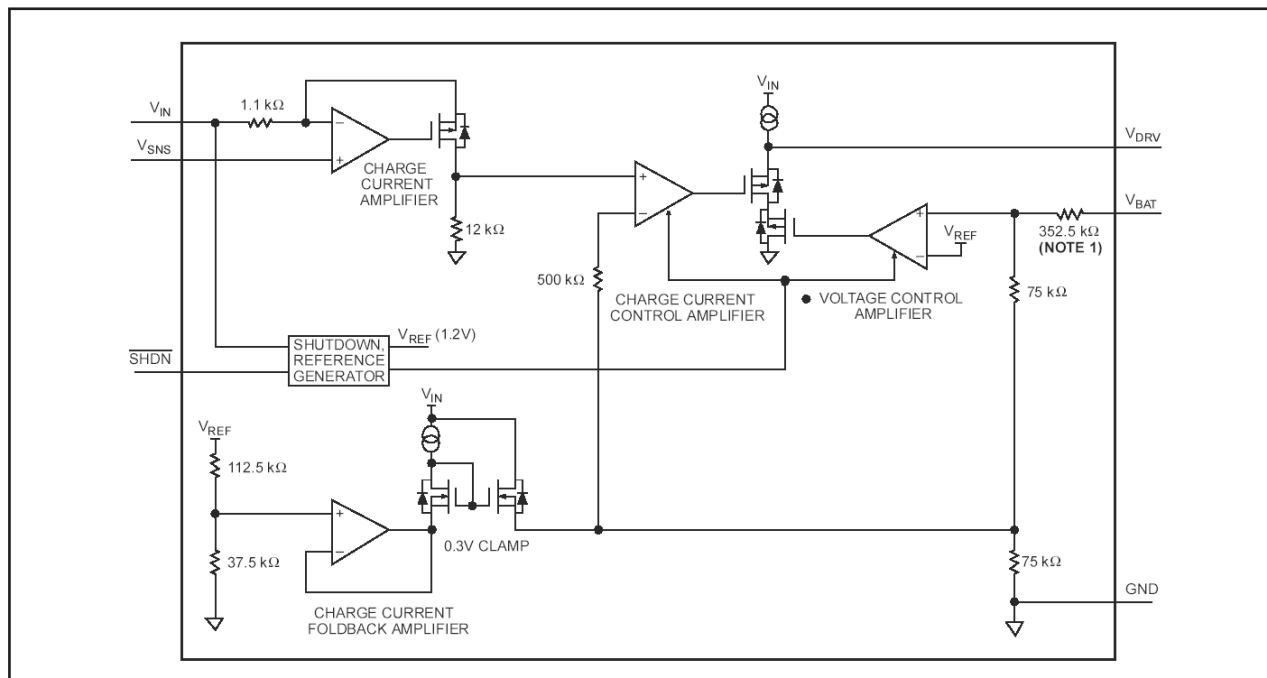 V_IN
1.1 kΩ
V_IN
V_DRV
V_SNS
−
+
CHARGE
CURRENT
AMPLIFIER
12 kΩ
+
−
V_BAT
+
−
V_REF
352.5 kΩ
(NOTE 1)
500 kΩ
CHARGE CURRENT
CONTROL AMPLIFIER
VOLTAGE CONTROL
AMPLIFIER
75 kΩ
SHDN
SHUTDOWN,
REFERENCE
GENERATOR
V_REF (1.2V)
V_IN
V_REF
112.5 kΩ
+
−
37.5 kΩ
0.3V CLAMP
75 kΩ
CHARGE CURRENT
FOLDBACK AMPLIFIER
GND